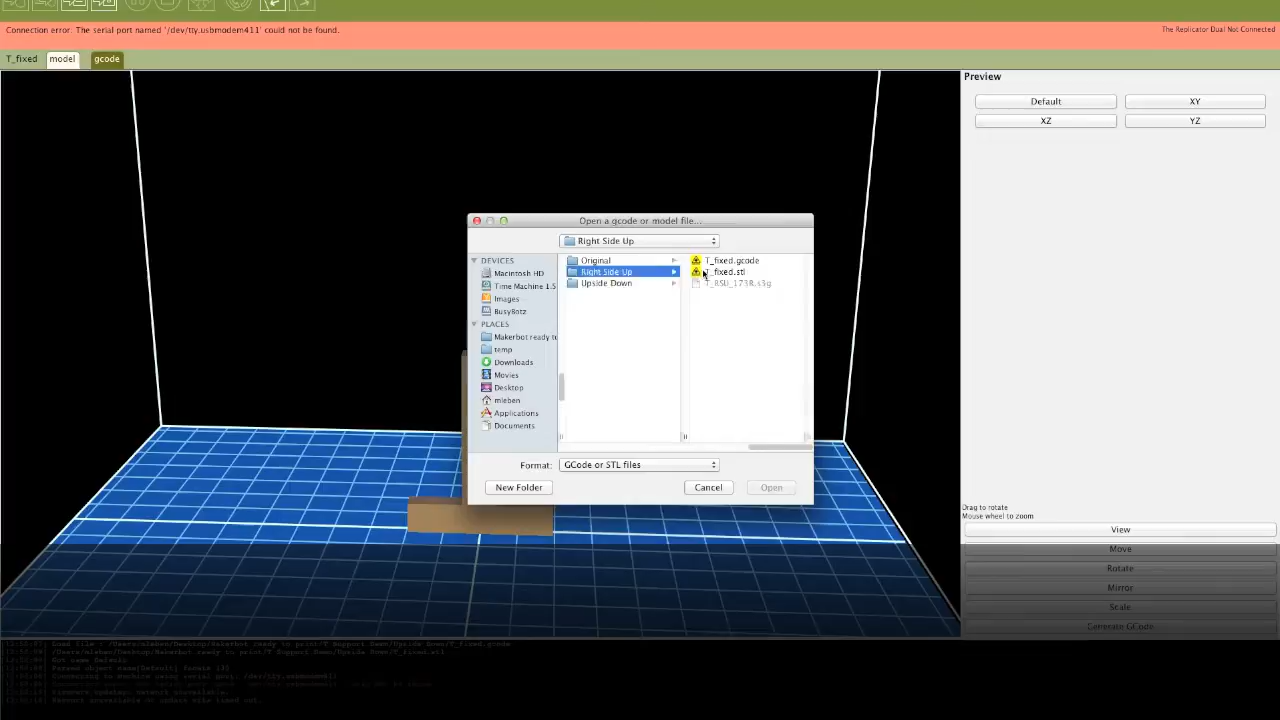 Connection error: The serial port named '/dev/tty.usbmodem411' could not be found.
The Replicator Dual Not Connected
T_fixed
model
gcode
Preview
Default
XY
XZ
YZ
Open a gcode or model file...
Right Side Up
DEVICES
Macintosh HD
Time Machine 1.5
Images
BusyBotz
PLACES
Makerbot ready to
temp
Downloads
Movies
Desktop
mleben
Applications
Documents
Original
Right Side Up
Upside Down
T_fixed.gcode
T_fixed.stl
T_RSU_173R.s3g
Format:
GCode or STL files
New Folder
Cancel
Open
Drag to rotate
Mouse wheel to zoom
View
Move
Rotate
Mirror
Scale
Generate GCode